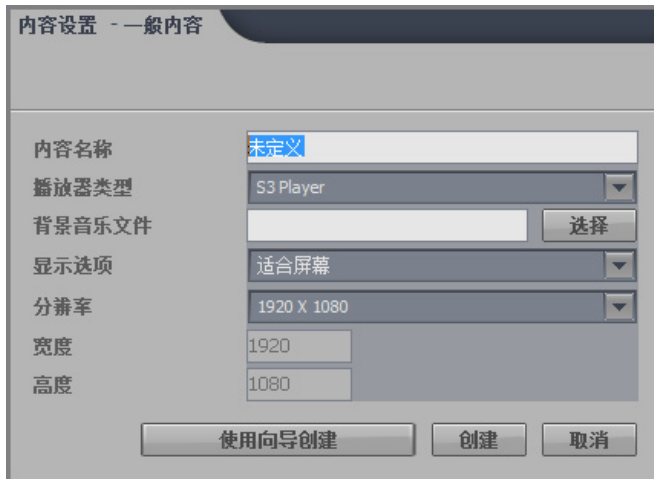 内容设置 - 一般内容
内容名称 未定义
播放器类型 S3 Player
背景音乐文件 选择
显示选项 适合屏幕
分辨率 1920 X 1080
宽度 1920
高度 1080
使用向导创建 创建 取消